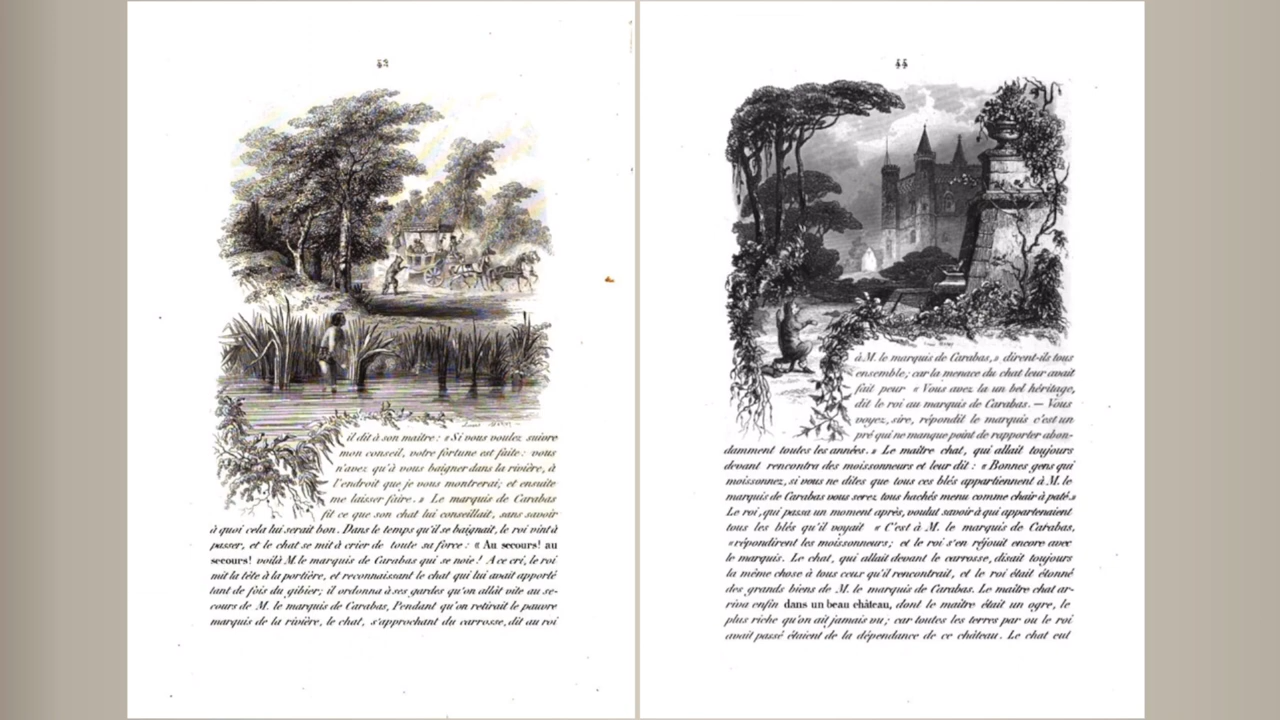 il dit à son maître : « Si vous voulez suivre
mon conseil, votre fortune est faite : vous
n'avez qu'à vous baigner dans la rivière, à
l'endroit que je vous montrerai; et ensuite
me laisser faire. » Le marquis de Carabas
fit ce que son chat lui conseillait, sans savoir
à quoi cela lui serait bon. Dans le temps qu'il se baignait, le roi vint à
passer, et le chat se mit à crier de toute sa force : « Au secours! au
secours! voilà M. le marquis de Carabas qui se noie! A ce cri, le roi
mit la tête à la portière, et reconnaissant le chat qui lui avait apporté
tant de fois du gibier; il ordonna à ses gardes qu'on allât vite au se-
cours de M. le marquis de Carabas, Pendant qu'on retirait le pauvre
marquis de la rivière, le chat, s'approchant du carrosse, dit au roi
44
à M. le marquis de Carabas, » dirent-ils tous
ensemble; car la menace du chat leur avait
fait peur « Vous avez la un bel héritage,
dit le roi au marquis de Carabas. — Vous
voyez, sire, répondit le marquis c'est un
pré qui ne manque point de rapporter abon-
damment toutes les années. » Le maître chat, qui allait toujours
devant rencontra des moissonneurs et leur dit : « Bonnes gens qui
moissonnez, si vous ne dites que tous ces blés appartiennent à M. le
marquis de Carabas vous serez tous hachés menu comme chair à pâté. »
Le roi, qui passa un moment après, voulut savoir à qui appartenaient
tous les blés qu'il voyait « C'est à M. le marquis de Carabas,
« répondirent les moissonneurs; et le roi s'en réjouit encore avec
le marquis. Le chat, qui allait devant le carrosse, disait toujours
la même chose à tous ceux qu'il rencontrait, et le roi était étonné
des grands biens de M. le marquis de Carabas. Le maître chat ar-
riva enfin dans un beau château, dont le maître était un ogre, le
plus riche qu'on ait jamais vu; car toutes les terres par ou le roi
avait passé étaient de la dépendance de ce château. Le chat eut